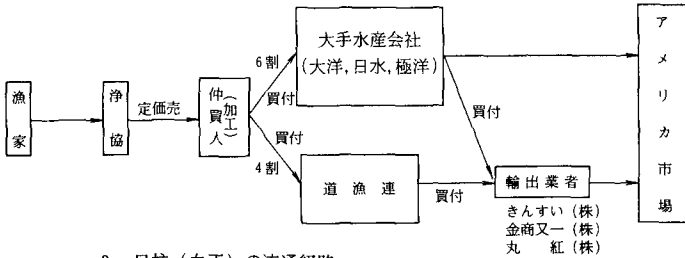 漁家
浄協
定価売
仲買人
(加工)
6割
買付
買付
4割
大手水産会社
(大洋,日水,極洋)
道漁連
買付
買付
輸出業者
きんすい(株)
金商又一(株)
丸紅(株)
アメリカ市場